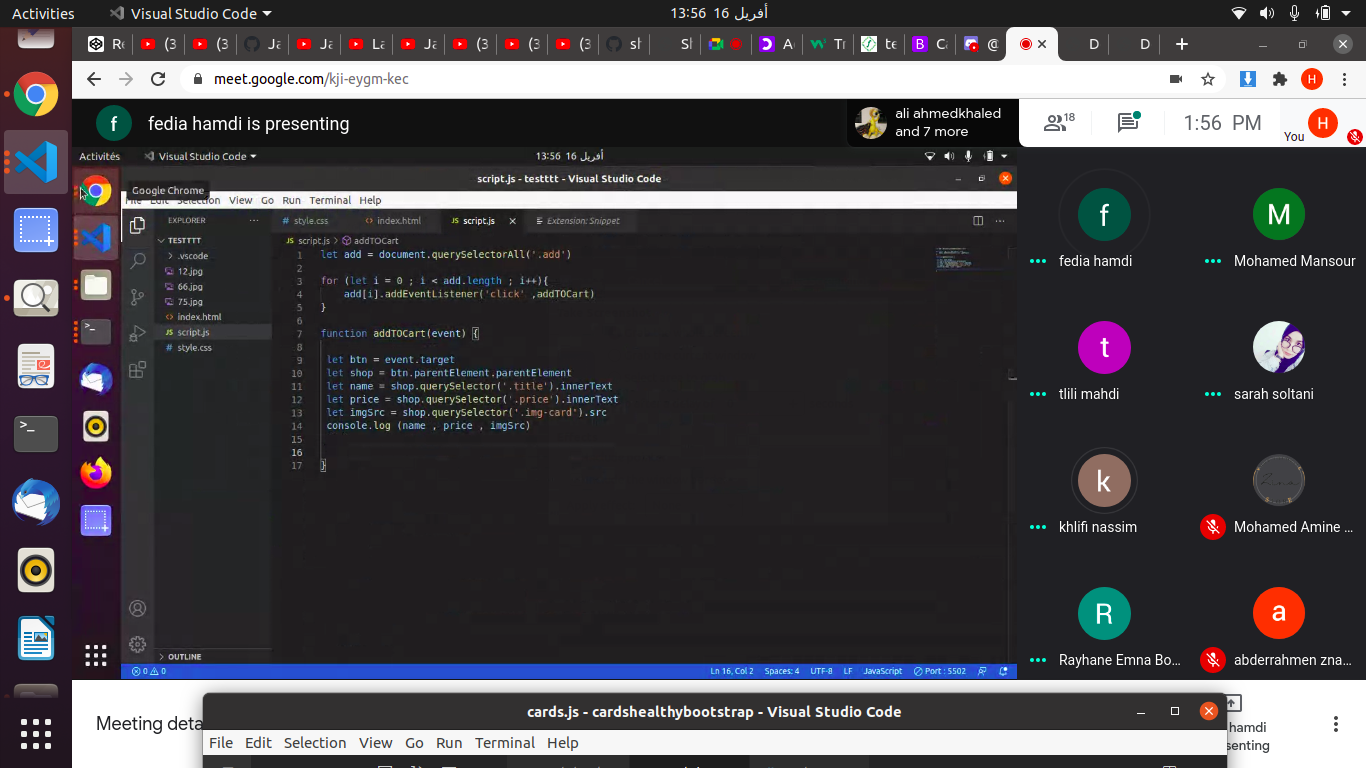 Activities
Visual Studio Code
13:56 16 أفريل
Re
(3
(3
Ja
Ja
La
Ja
(3
(3
(3
sh
Sh
A
Tr
te
Ca
@
D
D
meet.google.com/kji-eygm-kec
H
f
fedia hamdi is presenting
ali ahmedkhaled
and 7 more
18
1:56 PM
You
H
Activités
Visual Studio Code
13:56 16 أفريل
script.js - testttt - Visual Studio Code
Google Chrome
File Edit Selection View Go Run Terminal Help
EXPLORER
TESTTTT
.vscode
12.jpg
66.jpg
75.jpg
index.html
JS script.js
# style.css
OUTLINE
# style.css
<> index.html
JS script.js
Extension: Snippet
JS script.js > addTOCart
1 let add = document.querySelectorAll('.add')
2
3 for (let i = 0 ; i < add.length ; i++){
4 add[i].addEventListener('click' ,addTOCart)
5 }
6
7 function addTOCart(event) {
8
9 let btn = event.target
10 let shop = btn.parentElement.parentElement
11 let name = shop.querySelector('.title').innerText
12 let price = shop.querySelector('.price').innerText
13 let imgSrc = shop.querySelector('.img-card').src
14 console.log (name , price , imgSrc)
15
16
17 }
0 0
Ln 16, Col 2
Spaces: 4
UTF-8
LF
JavaScript
Port : 5502
f
fedia hamdi
M
Mohamed Mansour
t
tlili mahdi
sarah soltani
k
khlifi nassim
Mohamed Amine ...
R
Rayhane Emna Bo...
a
abderrahmen zna...
Meeting deta
hamdi
senting
cards.js - cardshealthybootstrap - Visual Studio Code
File Edit Selection View Go Run Terminal Help